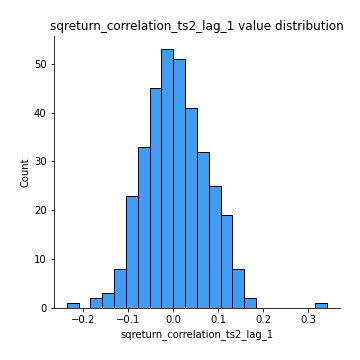 sqreturn_correlation_ts2_lag_1 value distribution
50
40
30
20
10
0
Count
−0.2 −0.1 0.0 0.1 0.2 0.3
sqreturn_correlation_ts2_lag_1